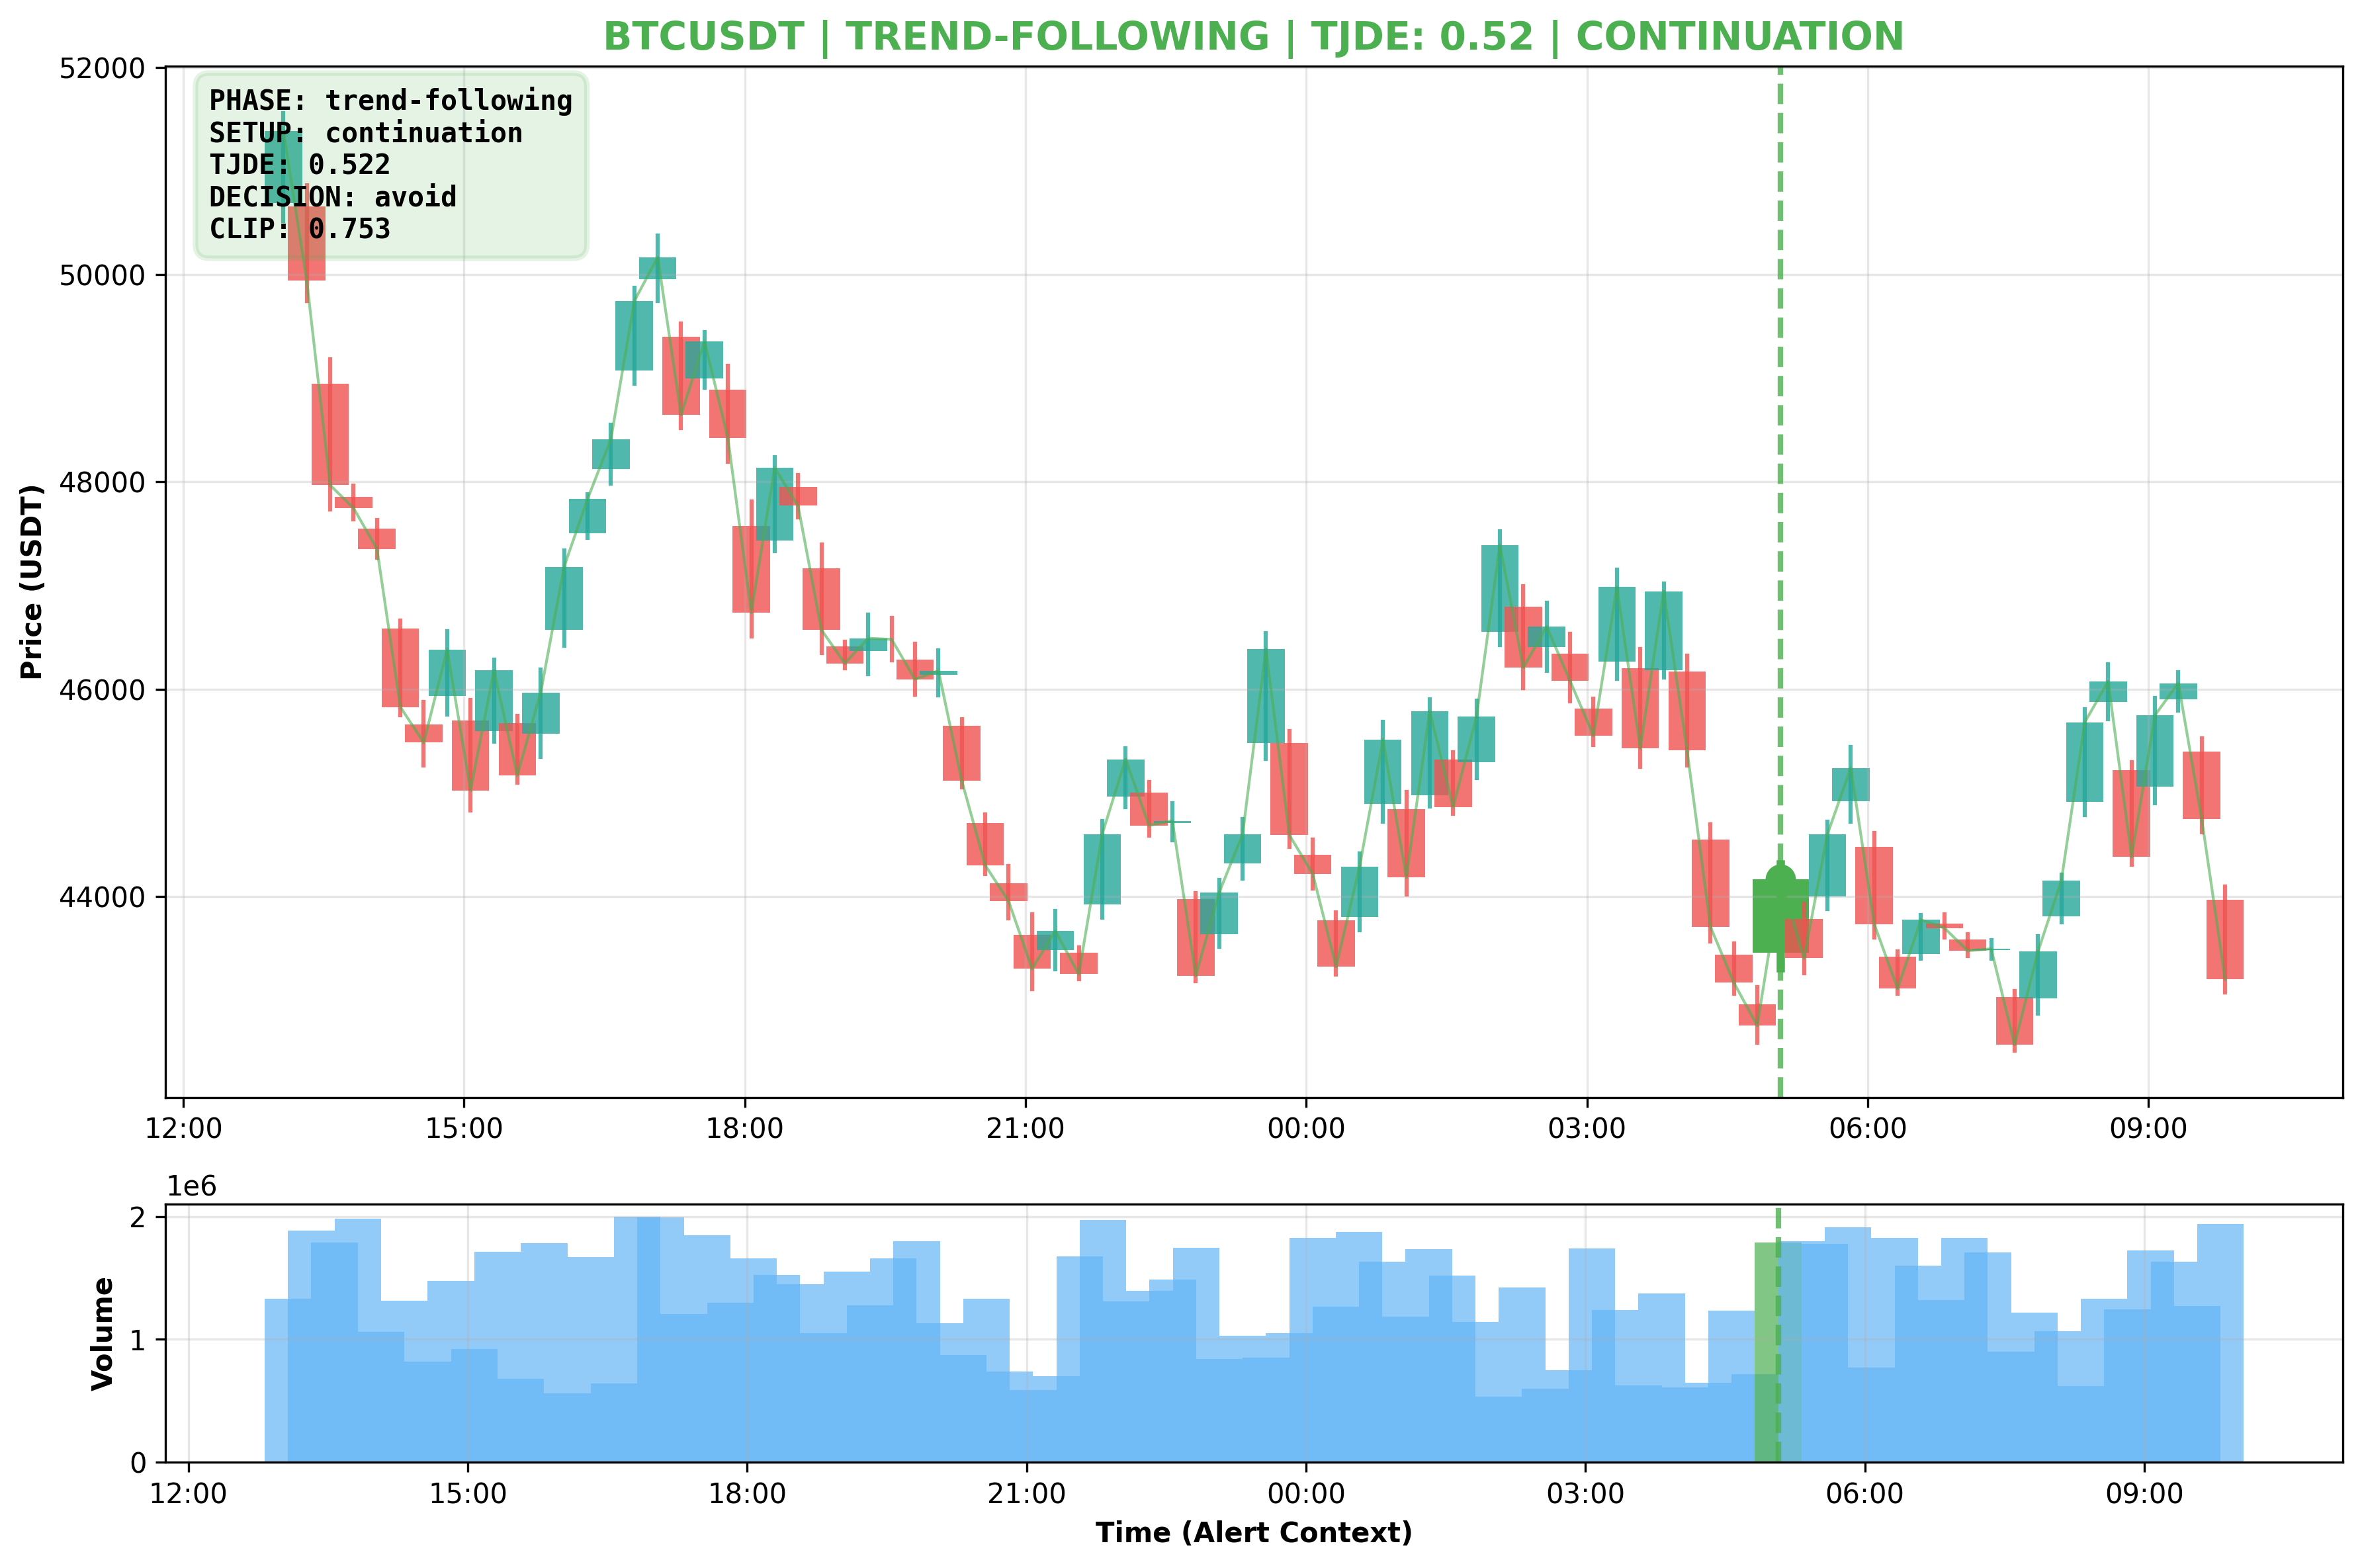 BTCUSDT | TREND-FOLLOWING | TJDE: 0.52 | CONTINUATION
52000
PHASE: trend-following
SETUP: continuation
TJDE: 0.522
DECISION: avoid
CLIP: 0.753
50000
48000
46000
44000
Price (USDT)
12:00 15:00 18:00 21:00 00:00 03:00 06:00 09:00
1e6
2
1
0
Volume
12:00 15:00 18:00 21:00 00:00 03:00 06:00 09:00
Time (Alert Context)